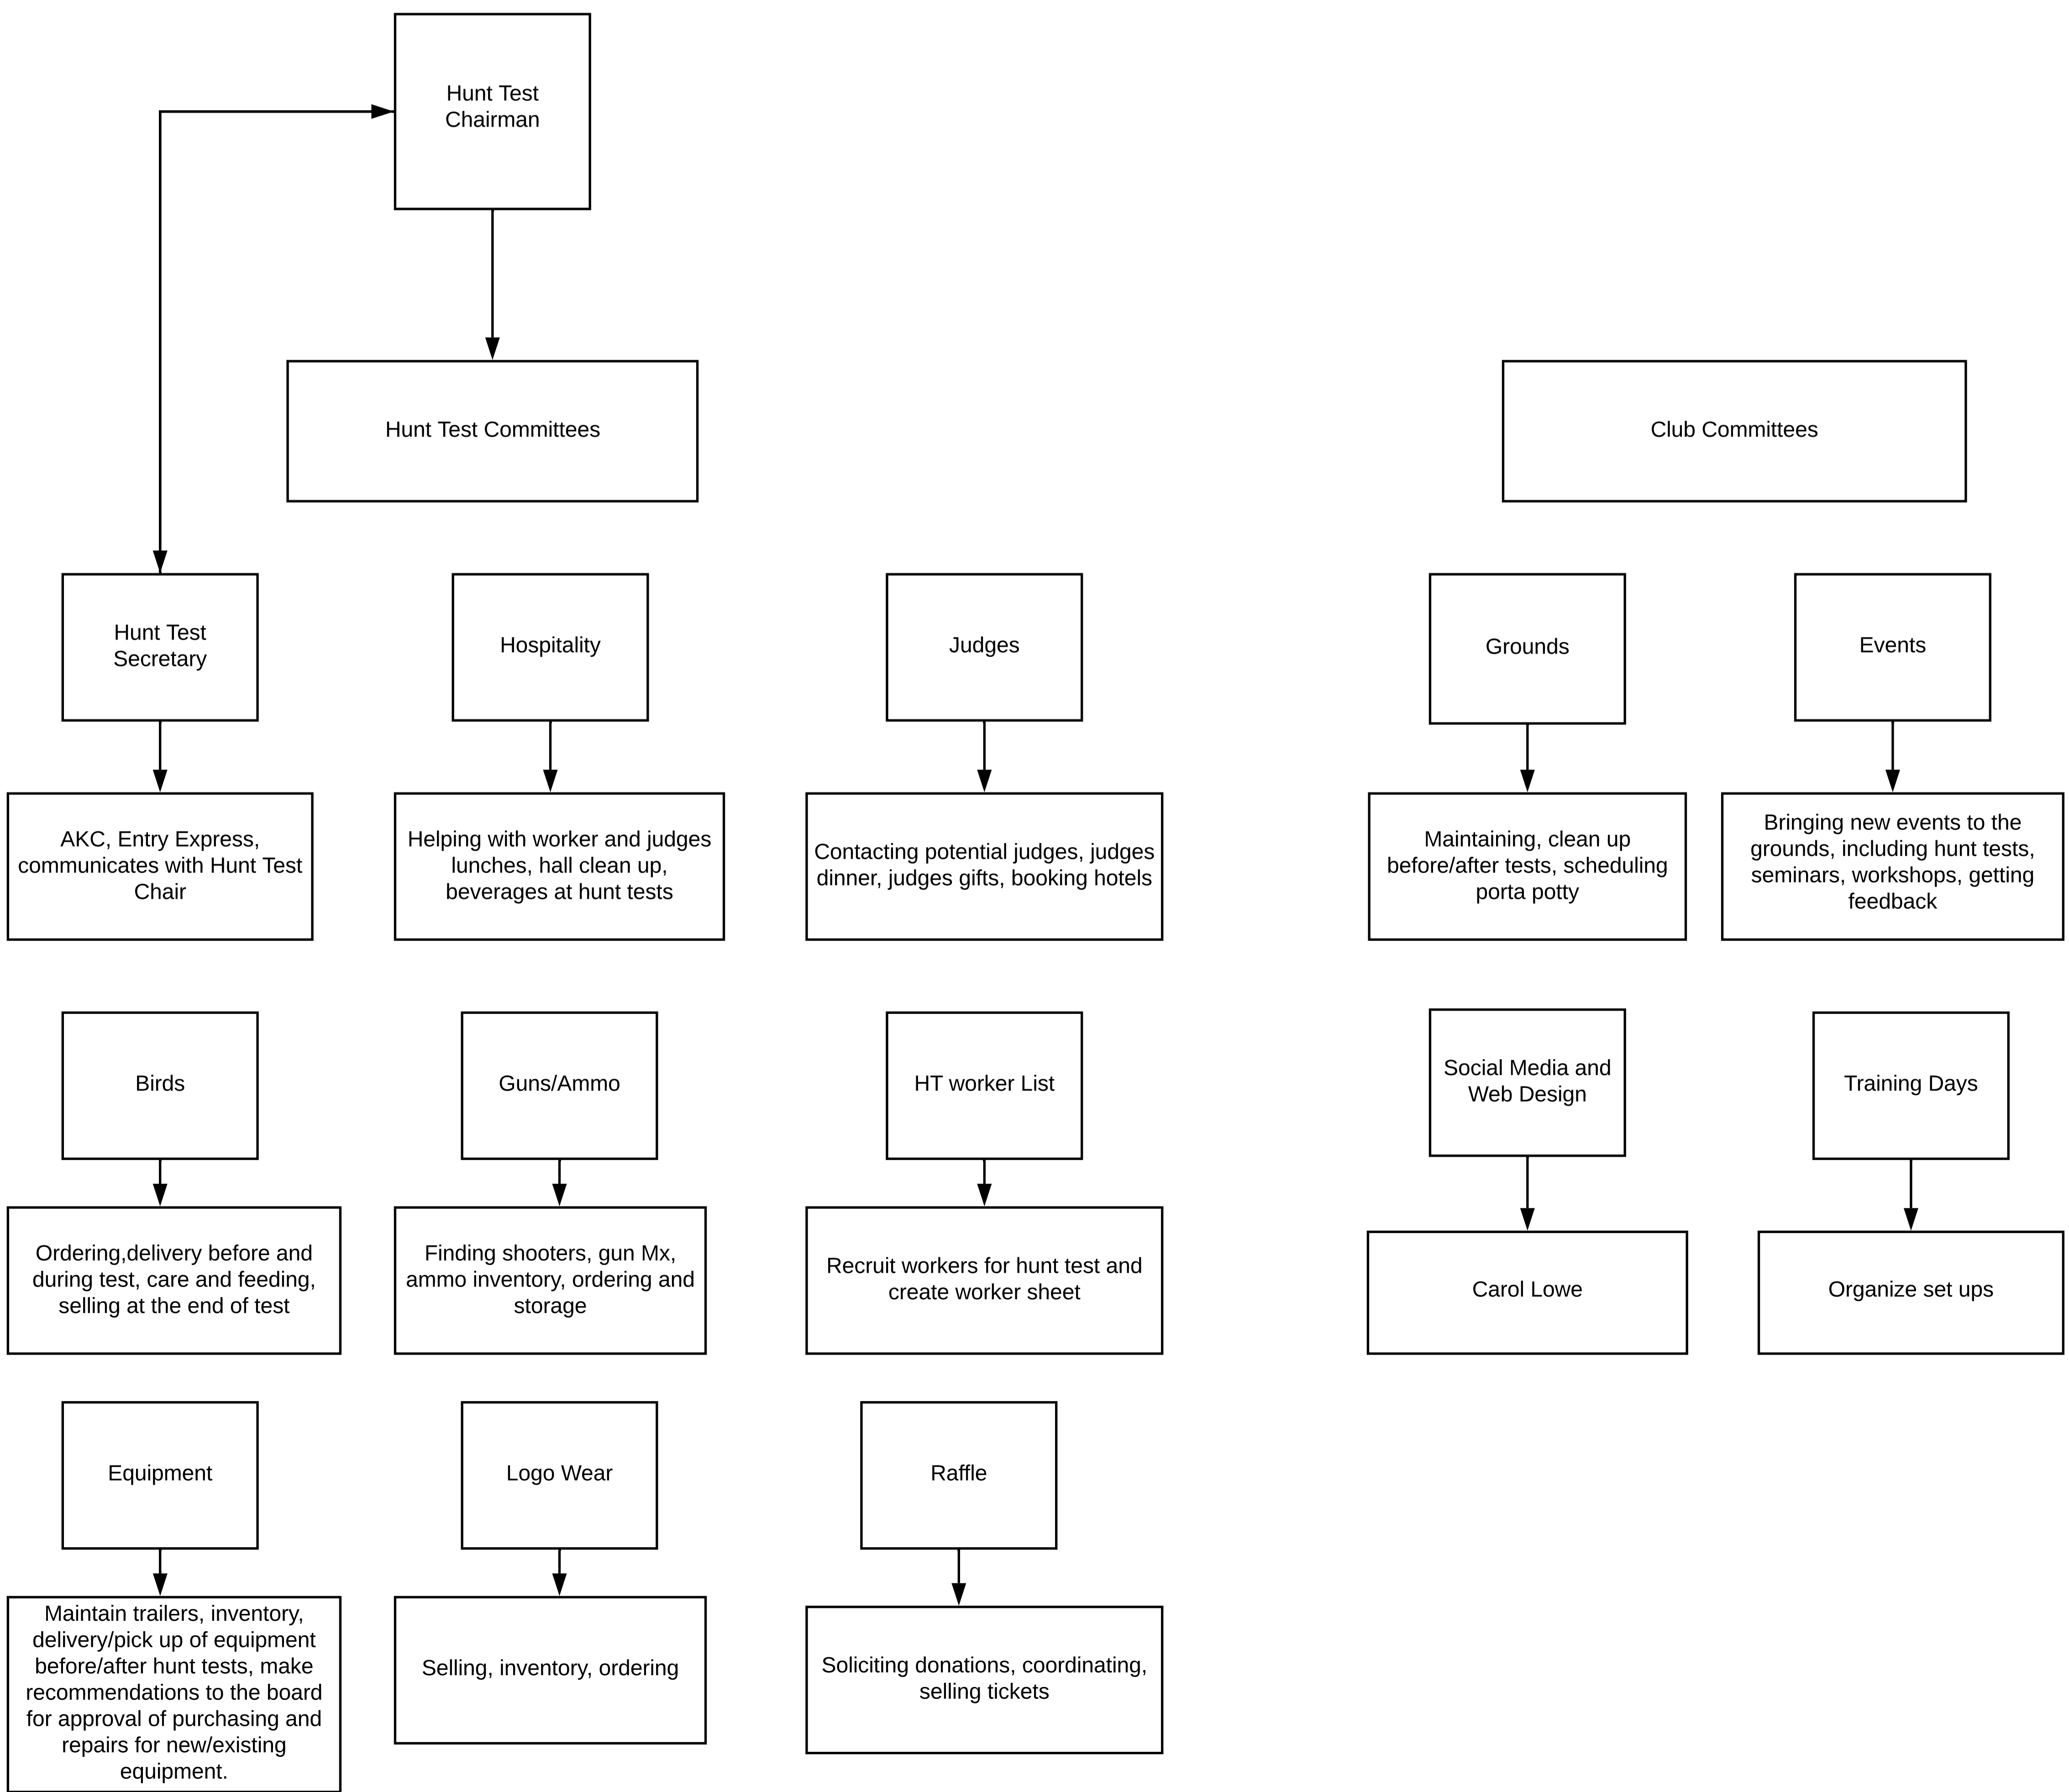 Hunt Test
Chairman
Hunt Test Committees
Club Committees
Hunt Test
Secretary
Hospitality
Judges
Grounds
Events
AKC, Entry Express,
communicates with Hunt Test
Chair
Helping with worker and judges
lunches, hall clean up,
beverages at hunt tests
Contacting potential judges, judges
dinner, judges gifts, booking hotels
Maintaining, clean up
before/after tests, scheduling
porta potty
Bringing new events to the
grounds, including hunt tests,
seminars, workshops, getting
feedback
Birds
Guns/Ammo
HT worker List
Social Media and
Web Design
Training Days
Ordering,delivery before and
during test, care and feeding,
selling at the end of test
Finding shooters, gun Mx,
ammo inventory, ordering and
storage
Recruit workers for hunt test and
create worker sheet
Carol Lowe
Organize set ups
Equipment
Logo Wear
Raffle
Maintain trailers, inventory,
delivery/pick up of equipment
before/after hunt tests, make
recommendations to the board
for approval of purchasing and
repairs for new/existing
equipment.
Selling, inventory, ordering
Soliciting donations, coordinating,
selling tickets